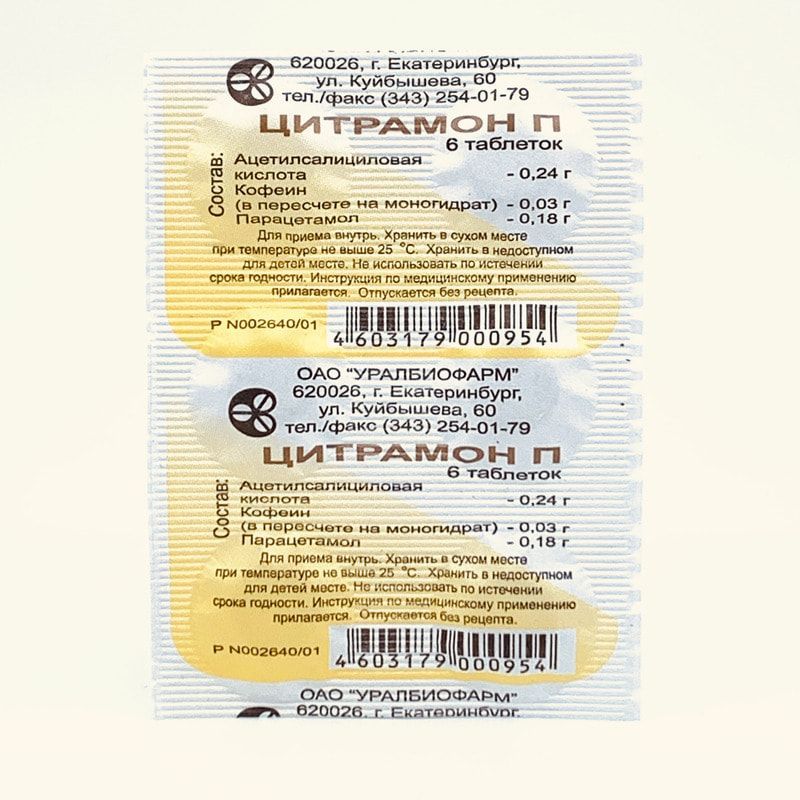 620026, г. Екатеринбург,
ул. Куйбышева, 60
тел./факс (343) 254-01-79
ЦИТРАМОН П
6 таблеток
Состав:
Ацетилсалициловая
кислота - 0,24 г
Кофеин
(в пересчете на моногидрат) - 0,03 г
Парацетамол - 0,18 г
Для приема внутрь. Хранить в сухом месте
при температуре не выше 25 °С. Хранить в недоступном
для детей месте. Не использовать по истечении
срока годности. Инструкция по медицинскому применению
прилагается. Отпускается без рецепта.
Р N002640/01
4 603179 000954
ОАО "УРАЛБИОФАРМ"
620026, г. Екатеринбург,
ул. Куйбышева, 60
тел./факс (343) 254-01-79
ЦИТРАМОН П
6 таблеток
Состав:
Ацетилсалициловая
кислота - 0,24 г
Кофеин
(в пересчете на моногидрат) - 0,03 г
Парацетамол - 0,18 г
Для приема внутрь. Хранить в сухом месте
при температуре не выше 25 °С. Хранить в недоступном
для детей месте. Не использовать по истечении
срока годности. Инструкция по медицинскому применению
прилагается. Отпускается без рецепта.
Р N002640/01
4 603179 000954
ОАО "УРАЛБИОФАРМ"
620026, г. Екатеринбург,